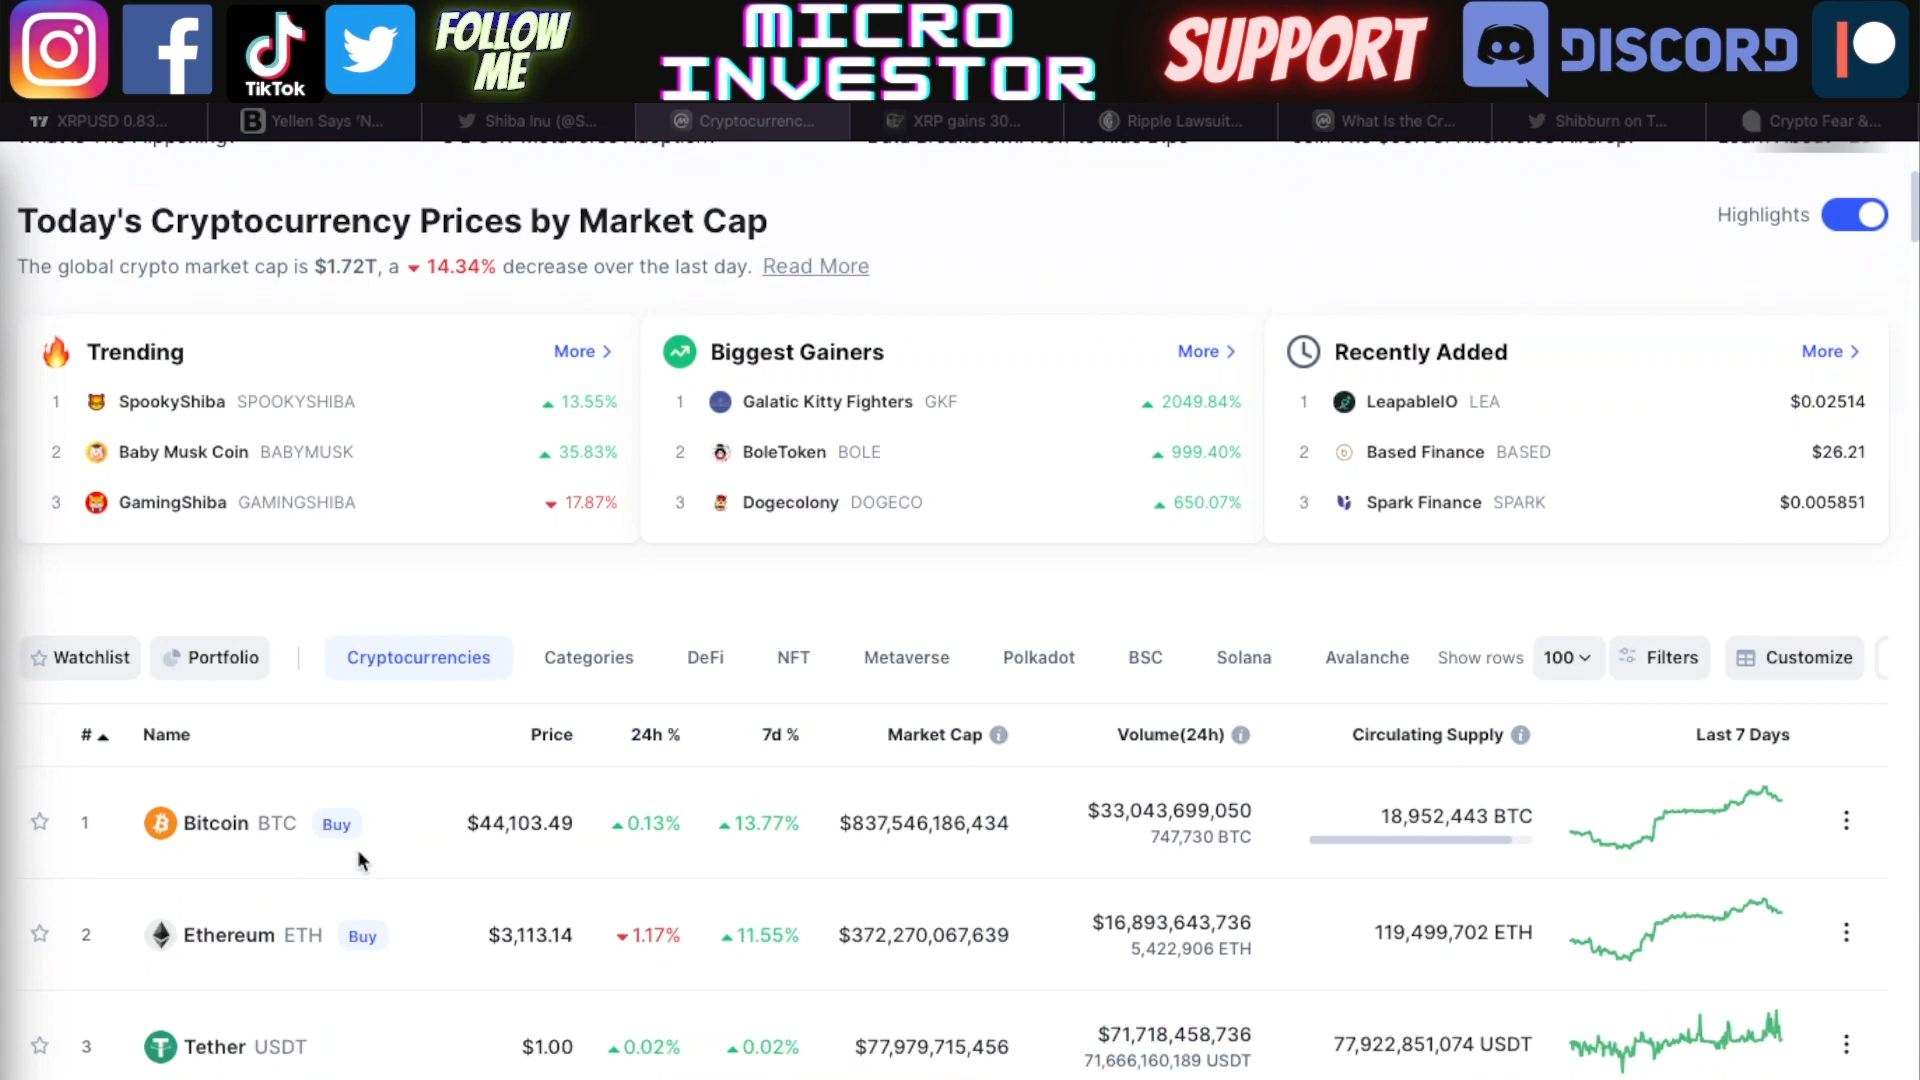 TikTok
FOLLOW
ME
MICRO
INVESTOR
SUPPORT
DISCORD
XRPUSD 0.83...
Yellen Says ‘N...
Shiba Inu (@S...
Cryptocurrenc...
XRP gains 30...
Ripple Lawsuit...
What Is the Cr...
Shibburn on T...
Crypto Fear &...
Today's Cryptocurrency Prices by Market Cap
Highlights
The global crypto market cap is $1.72T, a 14.34% decrease over the last day. Read More
Trending More
1 SpookyShiba SPOOKYSHIBA 13.55%
2 Baby Musk Coin BABYMUSK 35.83%
3 GamingShiba GAMINGSHIBA 17.87%
Biggest Gainers More
1 Galatic Kitty Fighters GKF 2049.84%
2 BoleToken BOLE 999.40%
3 Dogecolony DOGECO 650.07%
Recently Added More
1 LeapableIO LEA $0.02514
2 Based Finance BASED $26.21
3 Spark Finance SPARK $0.005851
Watchlist Portfolio Cryptocurrencies Categories DeFi NFT Metaverse Polkadot BSC Solana Avalanche Show rows 100 Filters Customize
# Name Price 24h % 7d % Market Cap Volume(24h) Circulating Supply Last 7 Days
1 Bitcoin BTC Buy $44,103.49 0.13% 13.77% $837,546,186,434 $33,043,699,050 18,952,443 BTC
747,730 BTC
2 Ethereum ETH Buy $3,113.14 1.17% 11.55% $372,270,067,639 $16,893,643,736 119,499,702 ETH
5,422,906 ETH
3 Tether USDT $1.00 0.02% 0.02% $77,979,715,456 $71,718,458,736 77,922,851,074 USDT
71,666,160,189 USDT